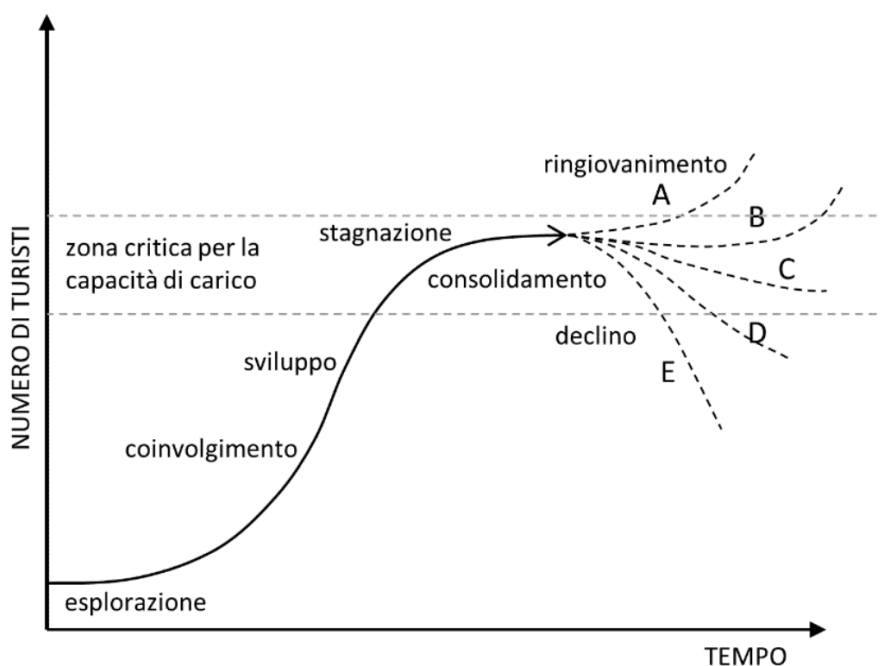 ringiovanimento
A
B
stagnazione
zona critica per la
capacità di carico
C
consolidamento
declino
D
sviluppo
E
coinvolgimento
NUMERO DI TURISTI
esplorazione
TEMPO